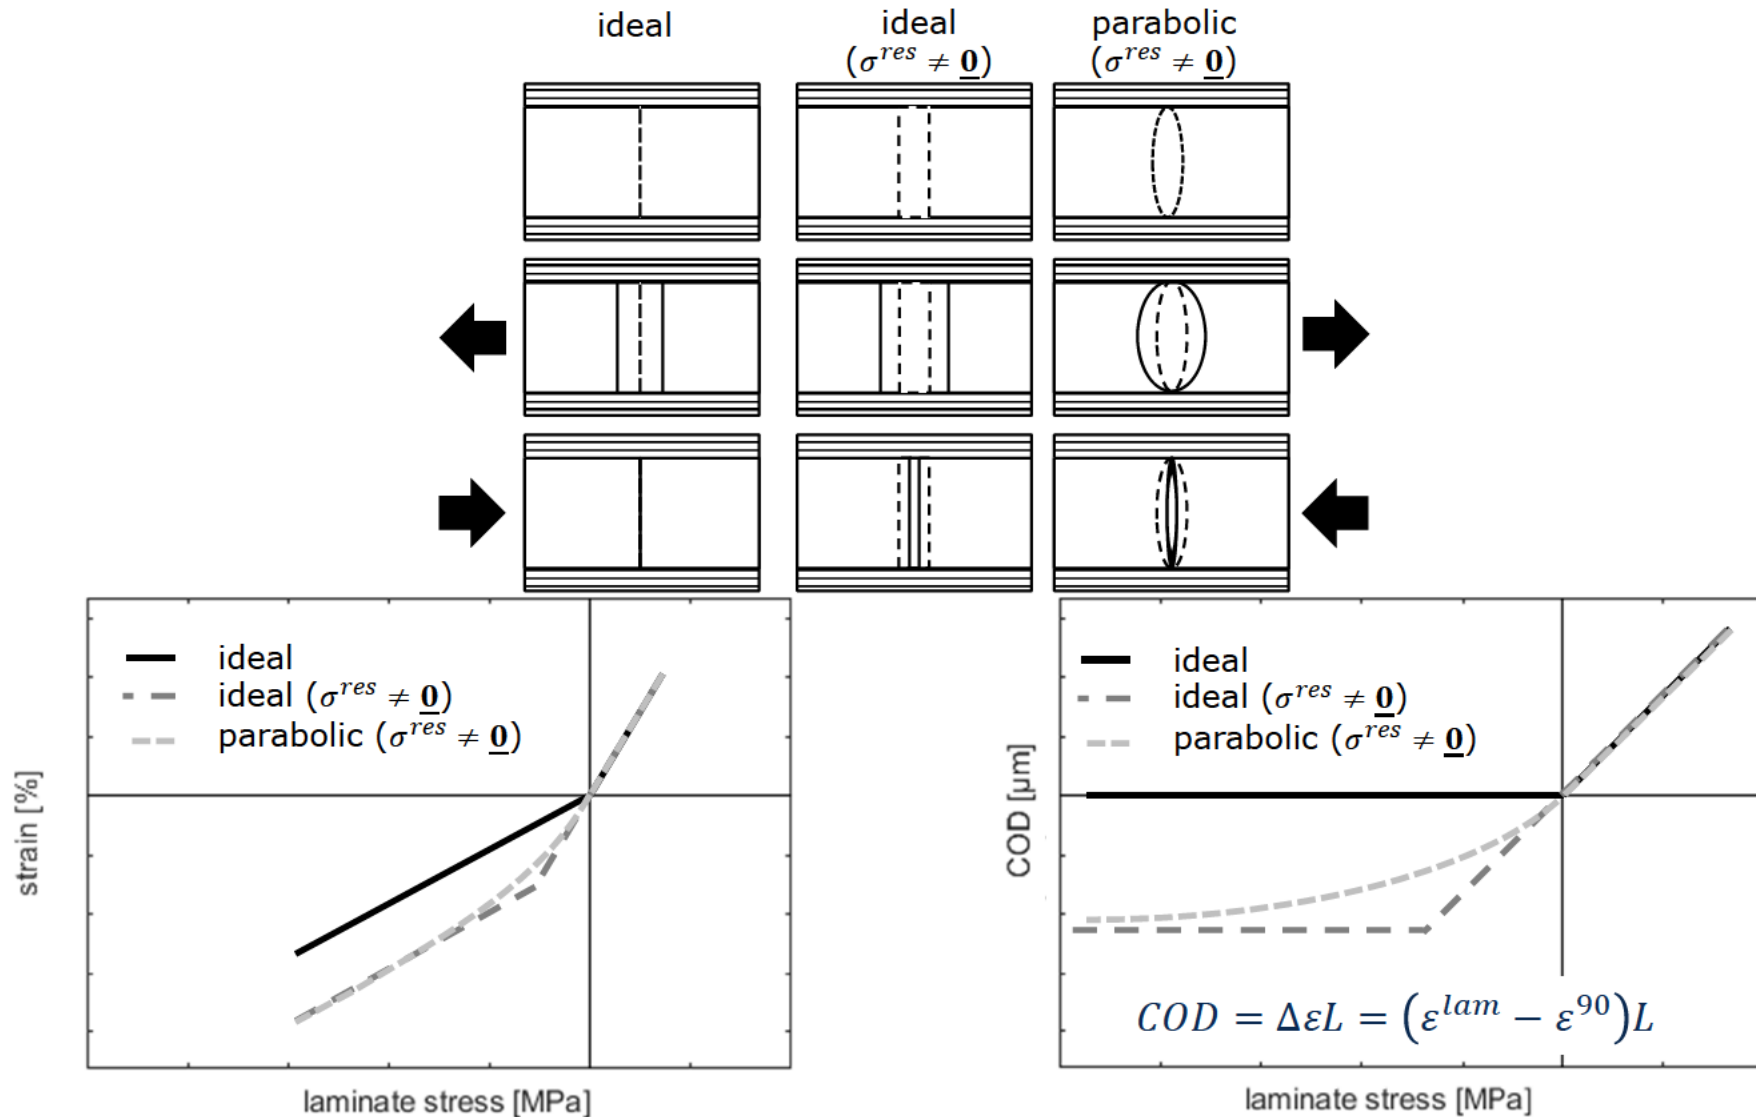 ideal
ideal
(σ^res ≠ 0)
parabolic
(σ^res ≠ 0)
ideal
ideal (σ^res ≠ 0)
parabolic (σ^res ≠ 0)
strain [%]
laminate stress [MPa]
ideal
ideal (σ^res ≠ 0)
parabolic (σ^res ≠ 0)
COD [µm]
COD = ΔεL = (ε^lam − ε^90)L
laminate stress [MPa]